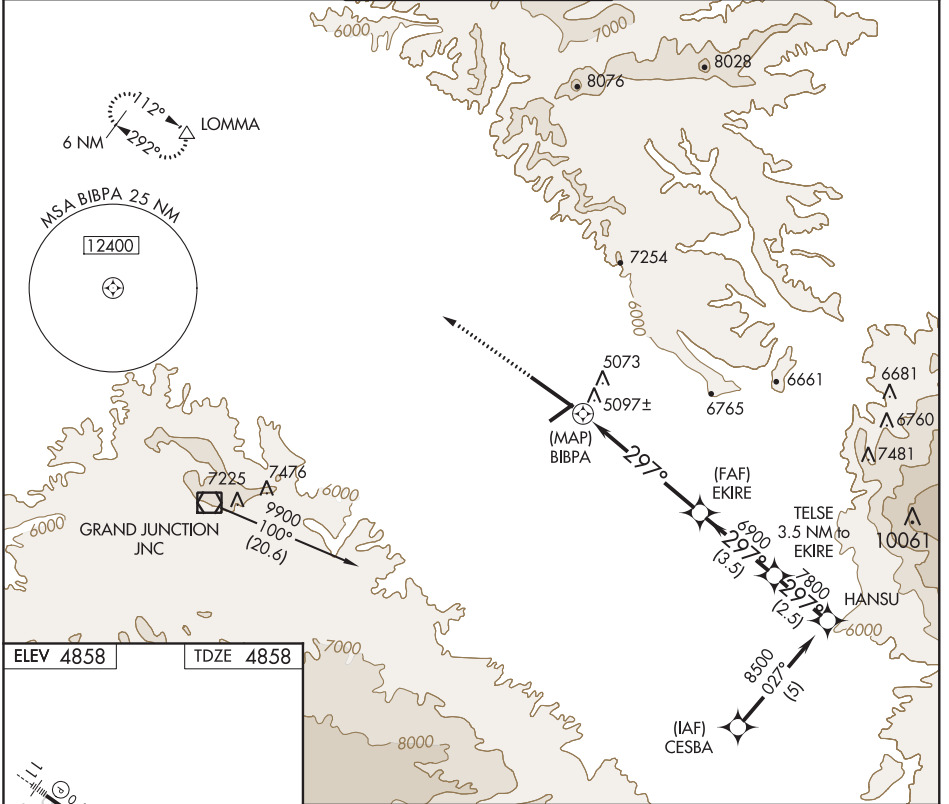 6000
7000
8028
8076
112°
LOMMA
6 NM
292°
MSA BIBPA 25 NM
12400
7254
6000
5073
5097±
6661
6765
6681
6760
7481
10061
(MAP)
BIBPA
297°
(FAF)
EKIRE
TELSE
3.5 NM to
EKIRE
6900
297°
(3.5)
7800
297°
(2.5)
HANSU
6000
7225
7476
6000
6000
9900
100°
(20.6)
GRAND JUNCTION
JNC
8500
027°
(5)
(IAF)
CESBA
7000
8000
ELEV 4858
TDZE 4858
11
P